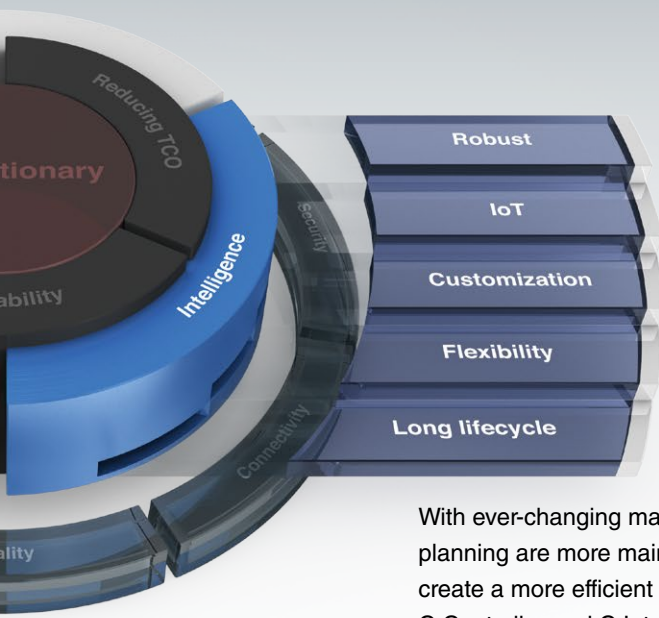 Reducing TCO
tionary
ability
Intelligence
Security
Connectivity
ality
Robust
IoT
Customization
Flexibility
Long lifecycle
With ever-changing ma
planning are more main
create a more efficient